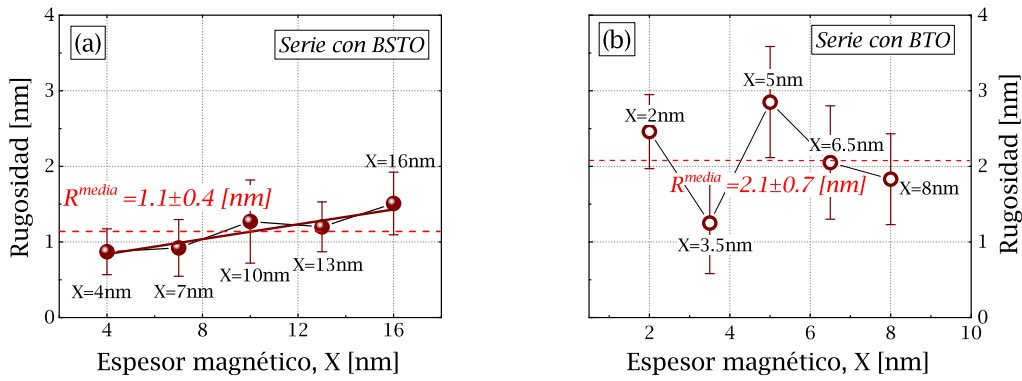 (a)
Serie con BSTO
Rugosidad [nm]
4
3
2
1
0
X=16nm
R^media=1.1±0.4 [nm]
X=4nm
X=7nm
X=10nm
X=13nm
4
8
12
16
Espesor magnético, X [nm]
(b)
Serie con BTO
X=2nm
X=5nm
X=6.5nm
R^media=2.1±0.7 [nm]
X=8nm
X=3.5nm
4
3
2
1
0
Rugosidad [nm]
2
4
6
8
10
Espesor magnético, X [nm]